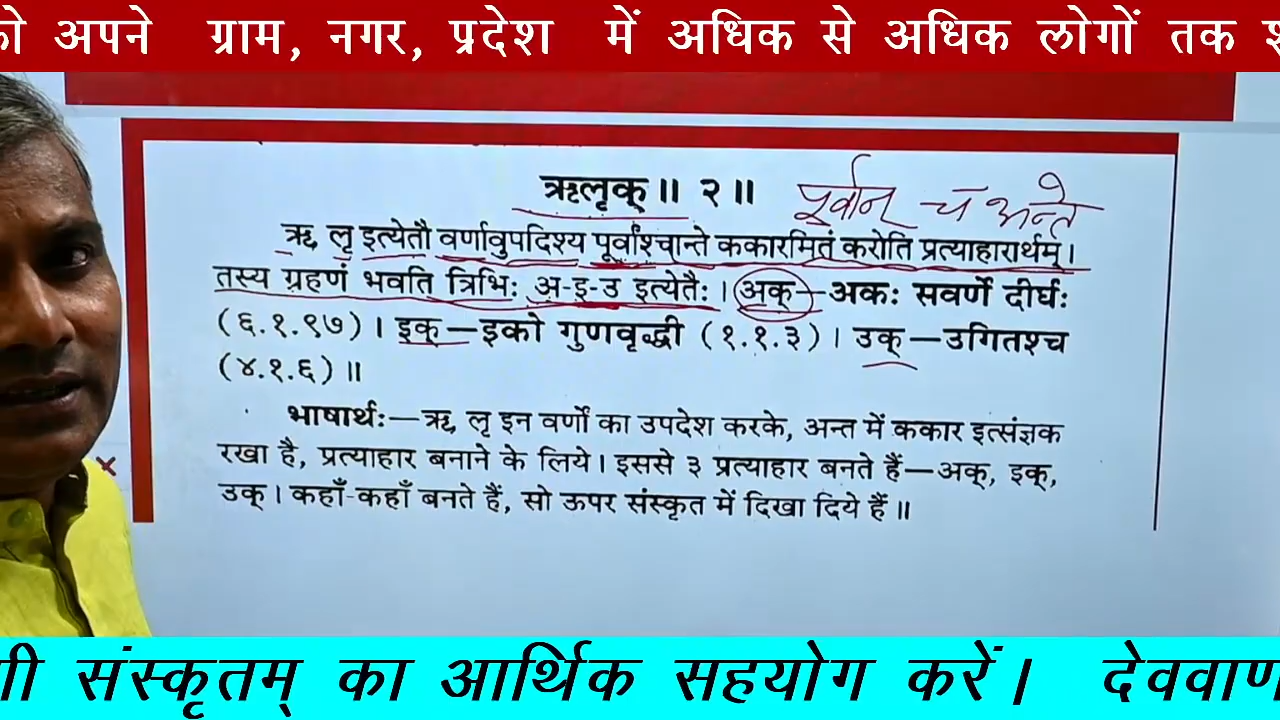 को अपने ग्राम, नगर, प्रदेश में अधिक से अधिक लोगों तक
ऋलृक् ॥ २ ॥
पूर्वान् च अन्ते
ऋ लृ इत्येतौ वर्णावुपदिश्य पूर्वांश्चान्ते ककारमितं करोति प्रत्याहारार्थम् ।
तस्य ग्रहणं भवति त्रिभिः अ-इ-उ इत्येतैः । अक्—अकः सवर्णे दीर्घः
(६.१.९७) । इक्—इको गुणवृद्धी (१.१.३) । उक्—उगितश्च
(४.१.६) ॥
भाषार्थः—ऋ लृ इन वर्णों का उपदेश करके, अन्त में ककार इत्संज्ञक
रखा है, प्रत्याहार बनाने के लिये । इससे ३ प्रत्याहार बनते हैं—अक्, इक्,
उक् । कहाँ-कहाँ बनते हैं, सो ऊपर संस्कृत में दिखा दिये हैं ॥
संस्कृतम् का आर्थिक सहयोग करें । देववाण